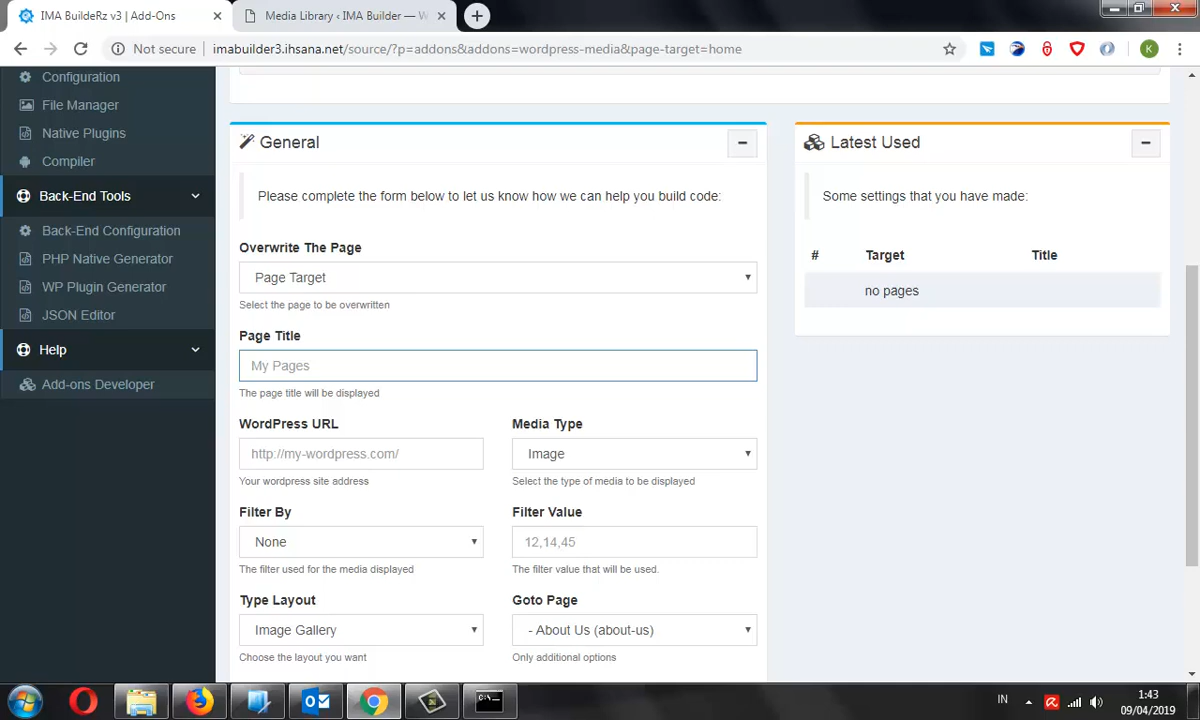 IMA BuildeRz v3 | Add-Ons
Media Library ‹ IMA Builder — W
Not secure
imabuilder3.ihsana.net/source/?p=addons&addons=wordpress-media&page-target=home
K
Configuration
File Manager
Native Plugins
Compiler
Back-End Tools
Back-End Configuration
PHP Native Generator
WP Plugin Generator
JSON Editor
Help
Add-ons Developer
General
Please complete the form below to let us know how we can help you build code:
Overwrite The Page
Page Target
Select the page to be overwritten
Page Title
My Pages
The page title will be displayed
WordPress URL
Media Type
http://my-wordpress.com/
Image
Your wordpress site address
Select the type of media to be displayed
Filter By
Filter Value
None
12,14,45
The filter used for the media displayed
The filter value that will be used.
Type Layout
Goto Page
Image Gallery
- About Us (about-us)
Choose the layout you want
Only additional options
Latest Used
Some settings that you have made:
# Target Title
no pages
IN
1:43
09/04/2019